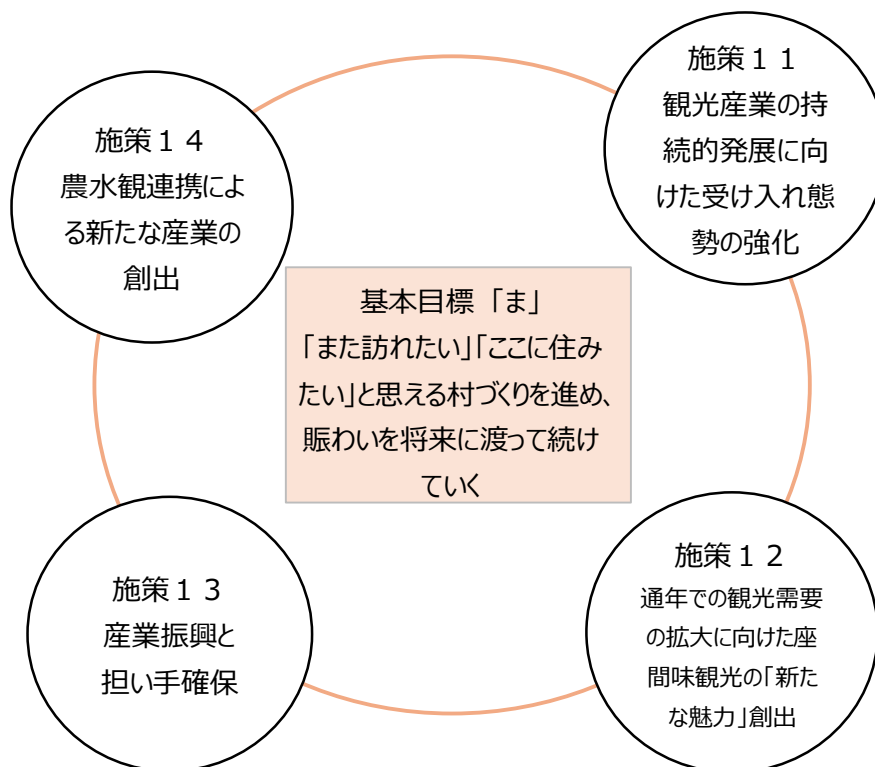 施策１１
観光産業の持
続的発展に向
けた受け入れ態
勢の強化
施策１４
農水観連携によ
る新たな産業の
創出
基本目標「ま」
「また訪れたい」「ここに住み
たい」と思える村づくりを進め、
賑わいを将来に渡って続け
ていく
施策１２
通年での観光需要
の拡大に向けた座
間味観光の「新た
な魅力」創出
施策１３
産業振興と
担い手確保